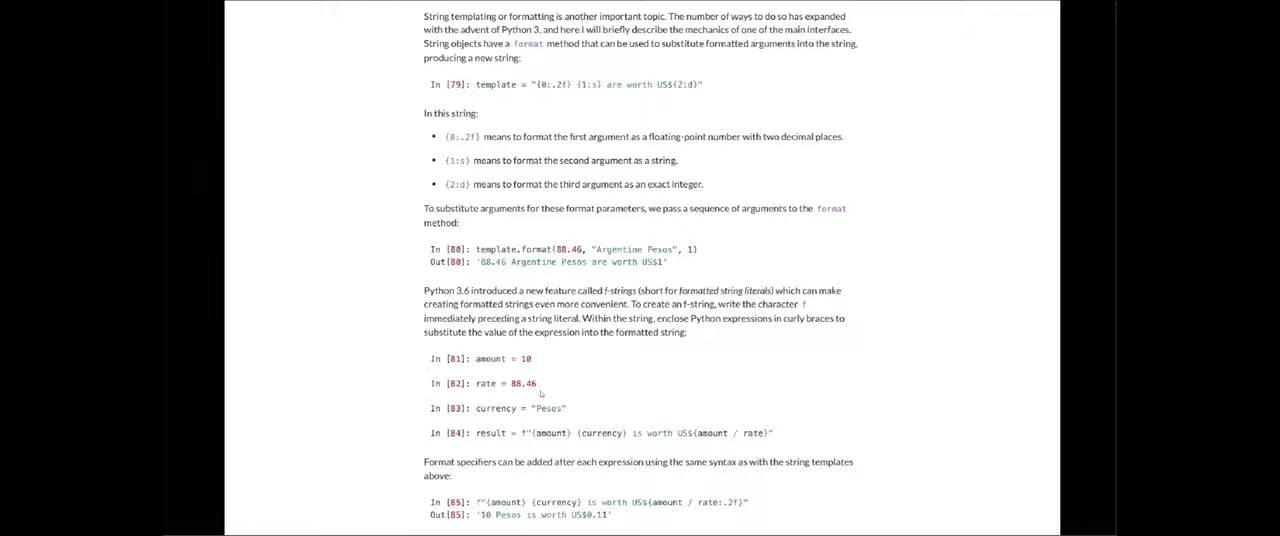 String templating or formatting is another important topic. The number of ways to do so has expanded
with the advent of Python 3, and here I will briefly describe the mechanics of one of the main interfaces.
String objects have a format method that can be used to substitute formatted arguments into the string,
producing a new string:
In [79]: template = "{0:.2f} {1:s} are worth US${2:d}"
In this string:
• {0:.2f} means to format the first argument as a floating-point number with two decimal places.
• {1:s} means to format the second argument as a string.
• {2:d} means to format the third argument as an exact integer.
To substitute arguments for these format parameters, we pass a sequence of arguments to the format
method:
In [80]: template.format(88.46, "Argentine Pesos", 1)
Out[80]: '88.46 Argentine Pesos are worth US$1'
Python 3.6 introduced a new feature called f-strings (short for formatted string literals) which can make
creating formatted strings even more convenient. To create an f-string, write the character f
immediately preceding a string literal. Within the string, enclose Python expressions in curly braces to
substitute the value of the expression into the formatted string:
In [81]: amount = 10
In [82]: rate = 88.46
In [83]: currency = "Pesos"
In [84]: result = f"{amount} {currency} is worth US${amount / rate}"
Format specifiers can be added after each expression using the same syntax as with the string templates
above:
In [85]: f"{amount} {currency} is worth US${amount / rate:.2f}"
Out[85]: '10 Pesos is worth US$0.11'